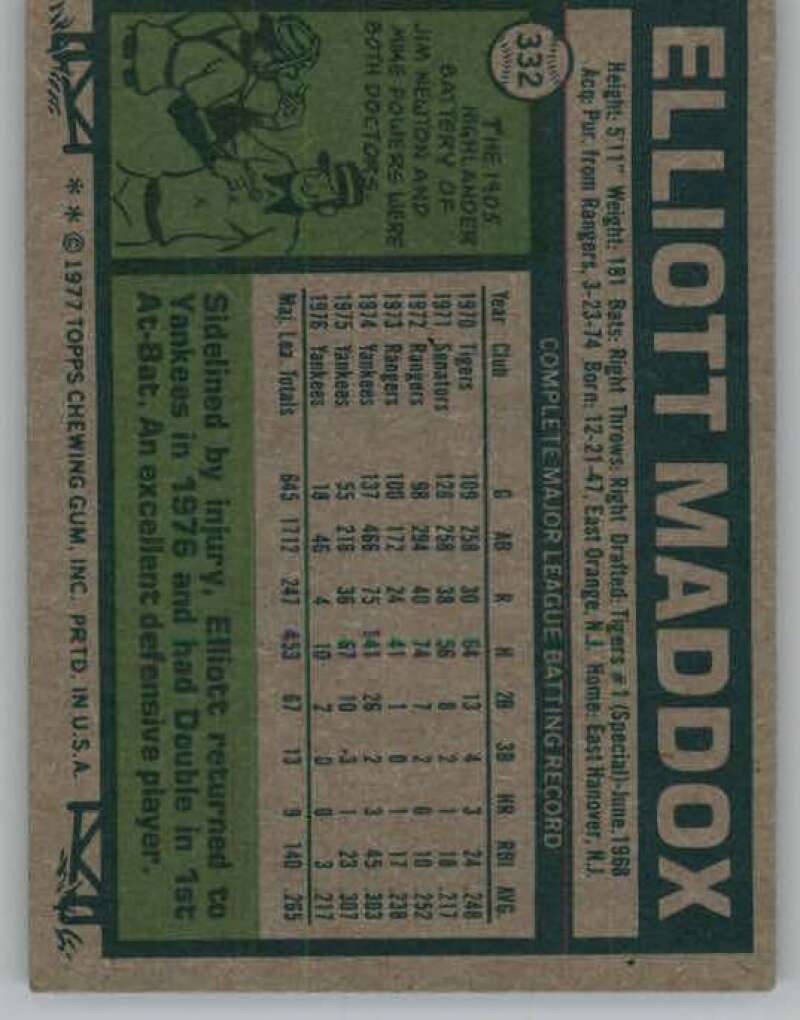 ELLIOTT MADDOX
Height: 5'11" Weight: 181 Bats: Right Throws: Right Drafted: Tigers #1 (Special)-June, 1968
Acq: Pur. from Rangers, 3-23-74 Born: 12-21-47, East Orange, N.J. Home: East Hanover, N.J.
332
COMPLETE MAJOR LEAGUE BATTING RECORD
THE 1905
HIGHLANDER
BATTERY OF
JIM NEWTON AND
MIKE POWERS WERE
BOTH DOCTORS.
Year Club G AB R H 2B 3B HR RBI AVG.
1970 Tigers 109 258 30 64 13 4 3 24 .248
1971 Senators 128 258 38 56 8 2 1 18 .217
1972 Rangers 98 294 40 74 7 2 0 10 .252
1973 Rangers 100 172 24 41 1 0 1 17 .238
1974 Yankees 137 466 75 141 26 2 3 45 .303
1975 Yankees 55 218 36 67 10 3 1 23 .307
1976 Yankees 18 46 4 10 2 0 0 3 .217
Maj. Lea. Totals 645 1712 247 453 67 13 9 140 .265
Sidelined by injury, Elliott returned to
Yankees in 1976 and had Double in 1st
At-Bat. An excellent defensive player.
* * © 1977 TOPPS CHEWING GUM, INC. PRTD. IN U.S.A.